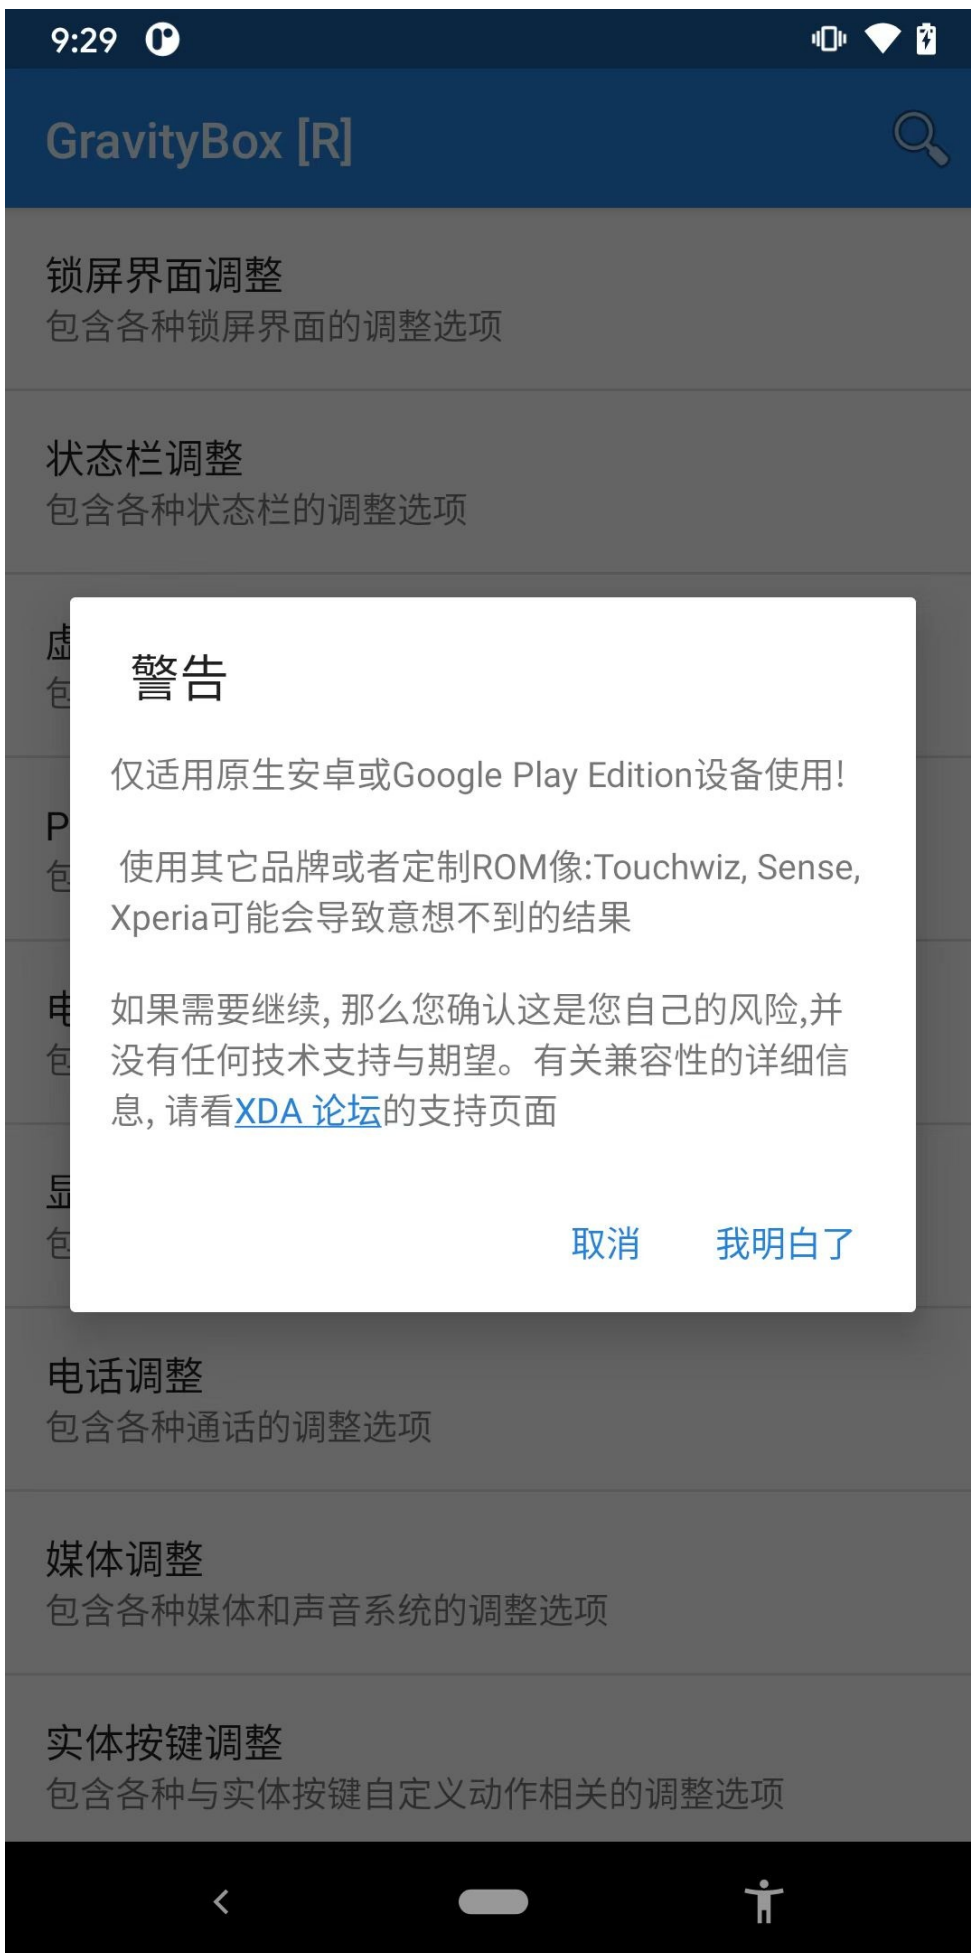 9:29
GravityBox [R]
锁屏界面调整
包含各种锁屏界面的调整选项
状态栏调整
包含各种状态栏的调整选项
虚
包
警告
仅适用原生安卓或Google Play Edition设备使用!
P
包
使用其它品牌或者定制ROM像:Touchwiz, Sense,
Xperia可能会导致意想不到的结果
电
包
如果需要继续, 那么您确认这是您自己的风险,并
没有任何技术支持与期望。有关兼容性的详细信
息, 请看XDA 论坛的支持页面
显
包
取消 我明白了
电话调整
包含各种通话的调整选项
媒体调整
包含各种媒体和声音系统的调整选项
实体按键调整
包含各种与实体按键自定义动作相关的调整选项